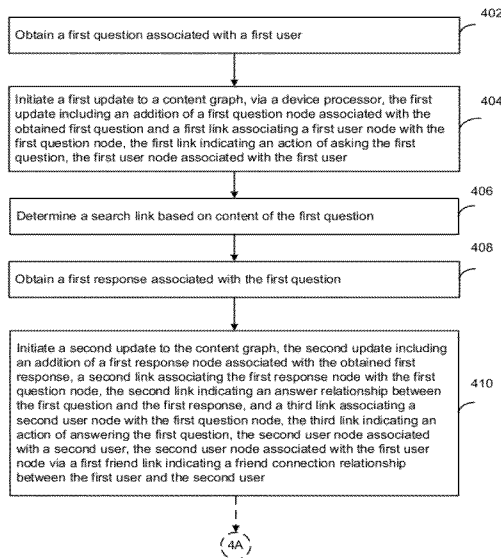 402
Obtain a first question associated with a first user
Initiate a first update to a content graph, via a device processor, the first
update including an addition of a first question node associated with the
obtained first question and a first link associating a first user node with the
first question node, the first link indicating an action of asking the first
question, the first user node associated with the first user
404
406
Determine a search link based on content of the first question
408
Obtain a first response associated with the first question
Initiate a second update to the content graph, the second update including
an addition of a first response node associated with the obtained first
response, a second link associating the first response node with the first
question node, the second link indicating an answer relationship
between the first question and the first response, and a third link associating
a second user node with the first question node, the third link indicating
an action of answering the first question, the second user node associated
with a second user, the second user node associated with the first user
node via a first friend link indicating a friend connection relationship
between the first user and the second user
410
4A